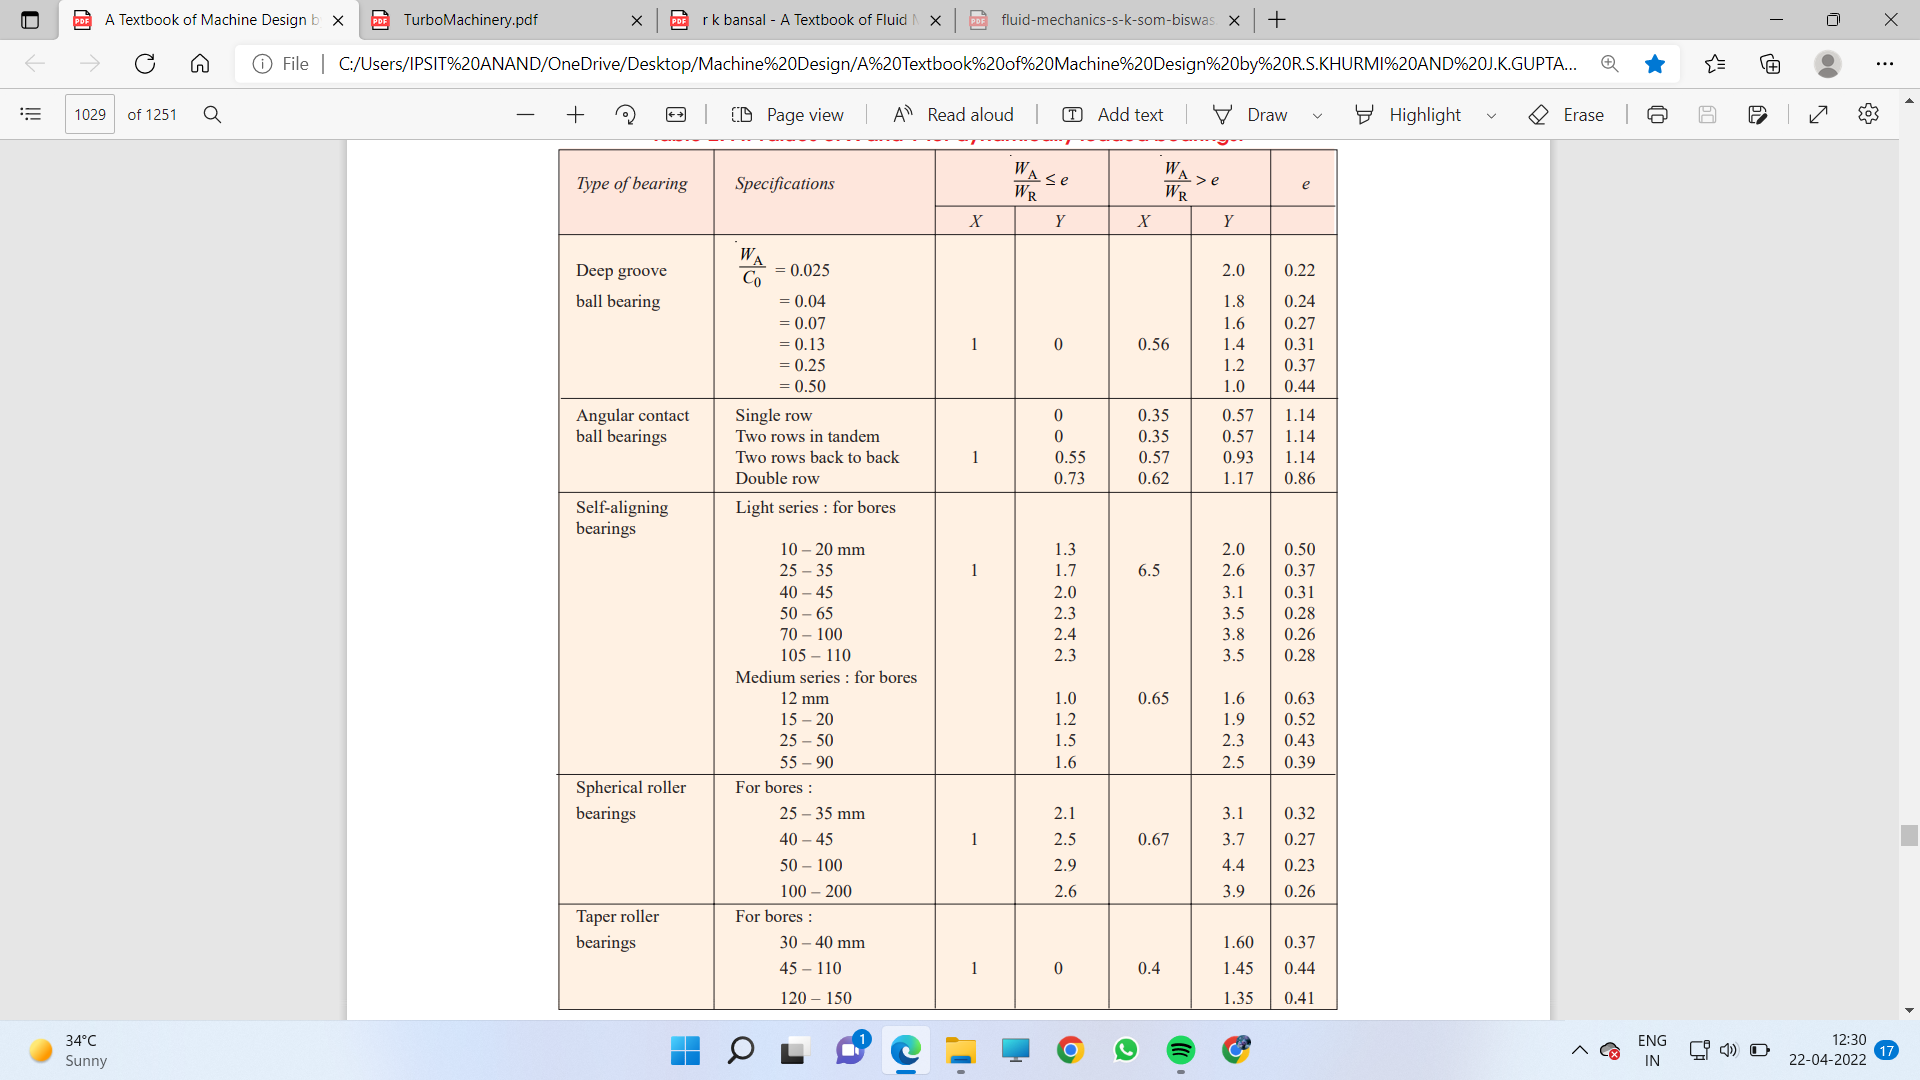 A Textbook of Machine Design b
TurboMachinery.pdf
r k bansal - A Textbook of Fluid M
fluid-mechanics-s-k-som-biswas
File
C:/Users/IPSIT%20ANAND/OneDrive/Desktop/Machine%20Design/A%20Textbook%20of%20Machine%20Design%20by%20R.S.KHURMI%20AND%20J.K.GUPTA...
1029 of 1251
Page view
Read aloud
Add text
Draw
Highlight
Erase
Type of bearing Specifications W_A/W_R ≤ e W_A/W_R > e e
X Y X Y
Deep groove W_A/C_0 = 0.025 2.0 0.22
ball bearing = 0.04 1.8 0.24
= 0.07 1.6 0.27
= 0.13 1 0 0.56 1.4 0.31
= 0.25 1.2 0.37
= 0.50 1.0 0.44
Angular contact Single row 0 0.35 0.57 1.14
ball bearings Two rows in tandem 0 0.35 0.57 1.14
Two rows back to back 1 0.55 0.57 0.93 1.14
Double row 0.73 0.62 1.17 0.86
Self-aligning Light series : for bores
bearings
10 – 20 mm 1.3 2.0 0.50
25 – 35 1 1.7 6.5 2.6 0.37
40 – 45 2.0 3.1 0.31
50 – 65 2.3 3.5 0.28
70 – 100 2.4 3.8 0.26
105 – 110 2.3 3.5 0.28
Medium series : for bores
12 mm 1.0 0.65 1.6 0.63
15 – 20 1.2 1.9 0.52
25 – 50 1.5 2.3 0.43
55 – 90 1.6 2.5 0.39
Spherical roller For bores :
bearings 25 – 35 mm 2.1 3.1 0.32
40 – 45 1 2.5 0.67 3.7 0.27
50 – 100 2.9 4.4 0.23
100 – 200 2.6 3.9 0.26
Taper roller For bores :
bearings 30 – 40 mm 1.60 0.37
45 – 110 1 0 0.4 1.45 0.44
120 – 150 1.35 0.41
34°C
Sunny
1
ENG
IN
12:30
22-04-2022
17